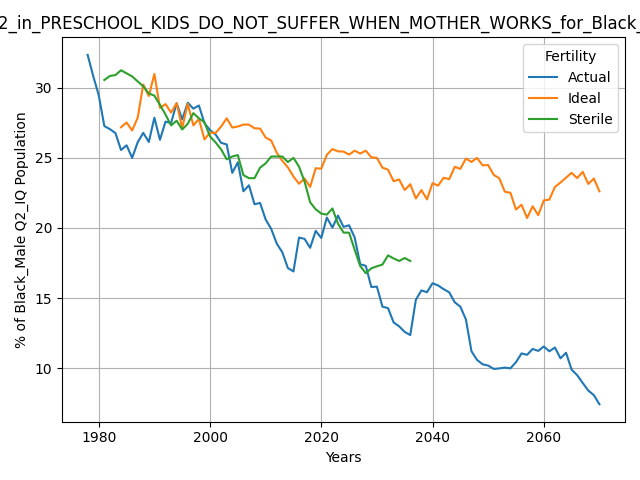 2_in_PRESCHOOL_KIDS_DO_NOT_SUFFER_WHEN_MOTHER_WORKS_for_Black_
Fertility
Actual
Ideal
Sterile
% of Black_Male Q2_IQ Population
30
25
20
15
10
1980 2000 2020 2040 2060
Years